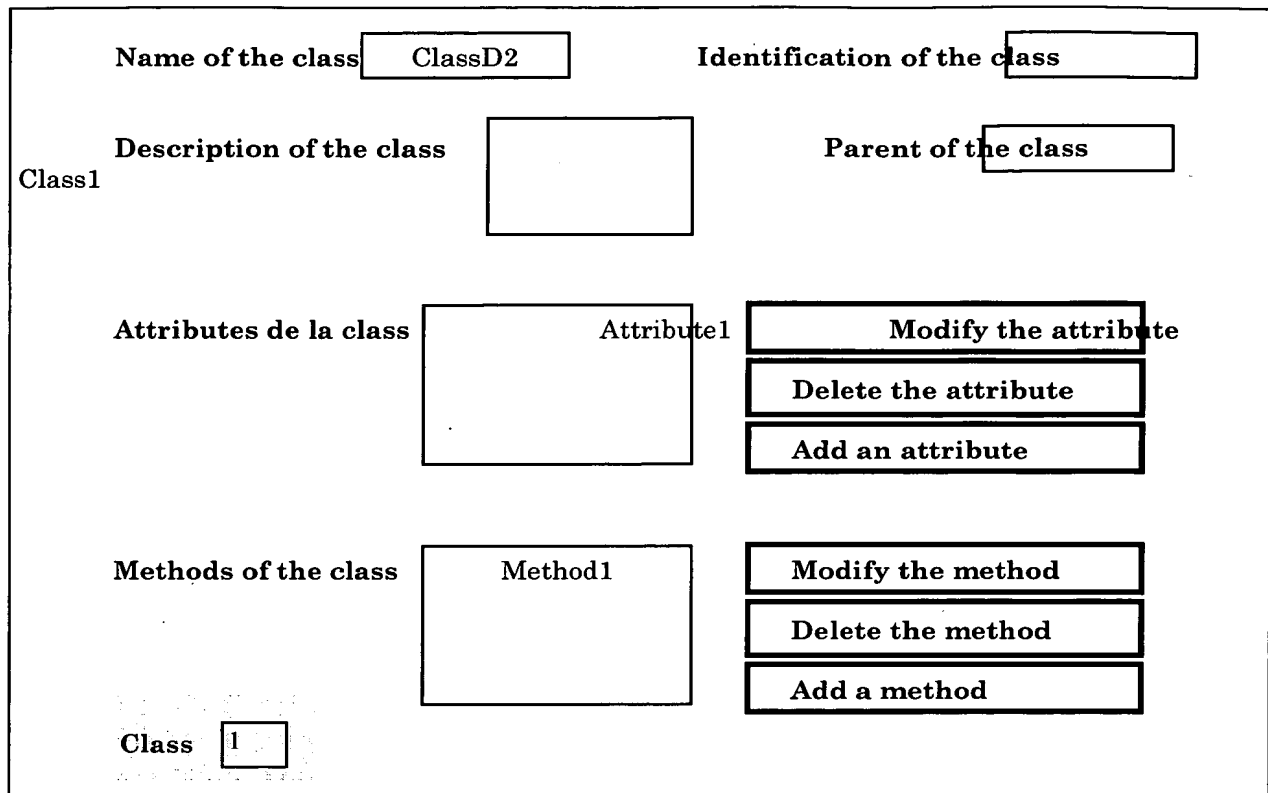 Name of the class ClassD2 Identification of the class
Description of the class Parent of the class
Class1
Attributes de la class Attribute1 Modify the attribute
Delete the attribute
Add an attribute
Methods of the class Method1 Modify the method
Delete the method
Add a method
Class 1